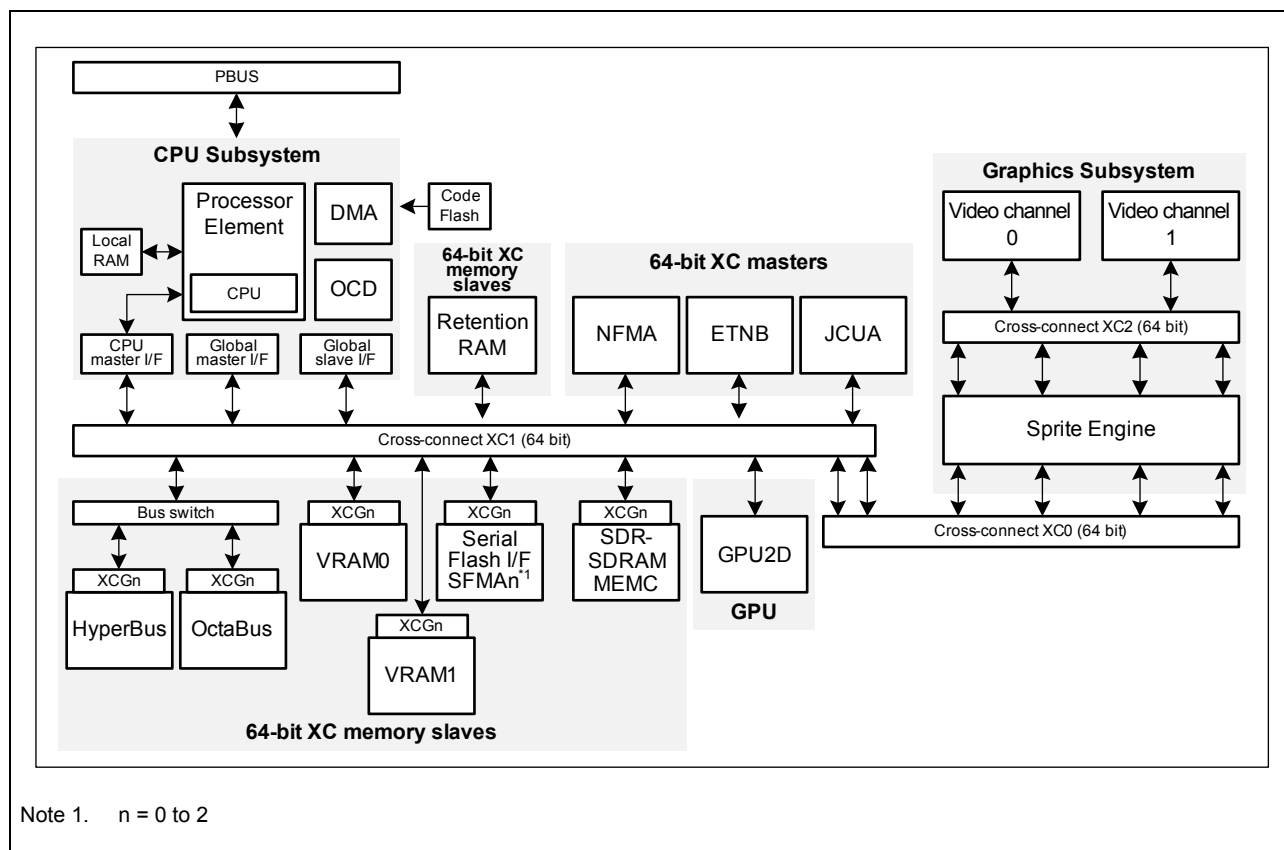 PBUS
CPU Subsystem
Processor
Element
CPU
DMA
OCD
Code
Flash
Local
RAM
CPU
master I/F
Global
master I/F
Global
slave I/F
64-bit XC
memory
slaves
Retention
RAM
64-bit XC masters
NFMA
ETNB
JCUA
Graphics Subsystem
Video channel
0
Video channel
1
Cross-connect XC2 (64 bit)
Sprite Engine
Cross-connect XC1 (64 bit)
Cross-connect XC0 (64 bit)
Bus switch
XCGn
HyperBus
XCGn
OctaBus
XCGn
VRAM0
XCGn
VRAM1
XCGn
Serial
Flash I/F
SFMAn*1
XCGn
SDR-
SDRAM
MEMC
GPU2D
GPU
64-bit XC memory slaves
Note 1. n = 0 to 2